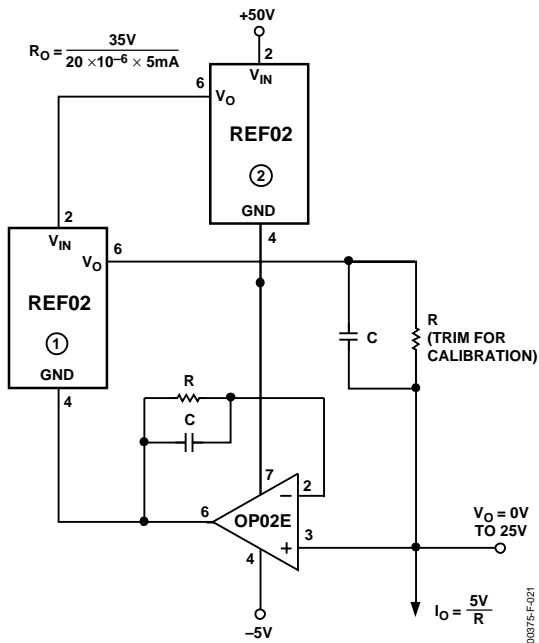 +50V
R_O = 35V / 20 ×10^–6 × 5mA
2
6
V_IN
V_O
REF02
2
GND
4
2
V_IN
6
V_O
REF02
1
GND
4
C
R
(TRIM FOR
CALIBRATION)
R
C
7
2
–
6
OP02E
3
+
4
V_O = 0V
TO 25V
–5V
I_O = 5V / R
00375-F-021